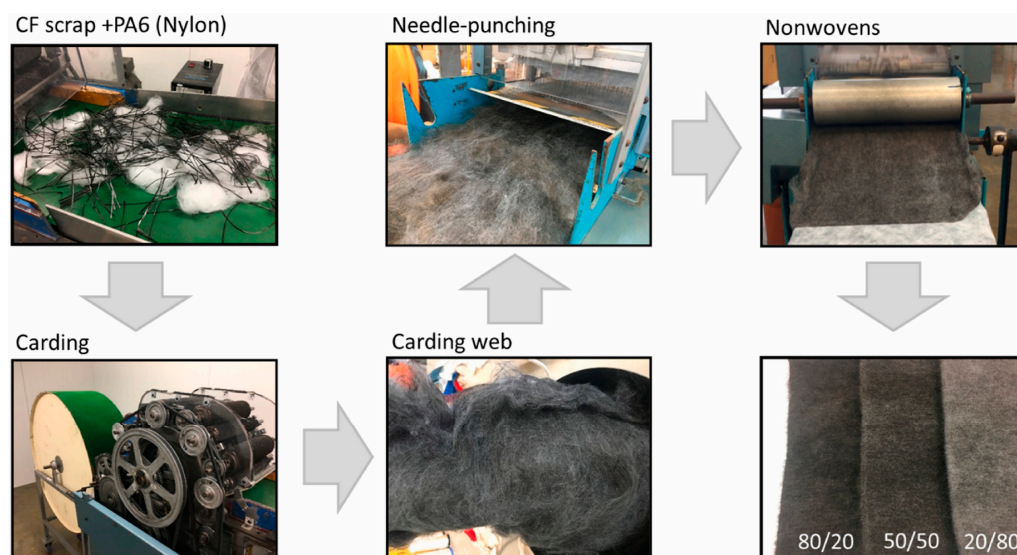 CF scrap +PA6 (Nylon)
Needle-punching
Nonwovens
Carding
Carding web
80/20
50/50
20/80